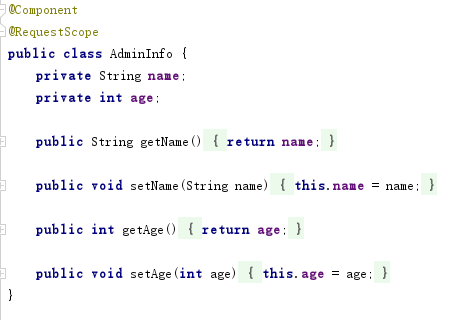 @Component
@RequestScope
public class AdminInfo {
private String name;
private int age;
public String getName() { return name; }
public void setName(String name) { this.name = name; }
public int getAge() { return age; }
public void setAge(int age) { this.age = age; }
}